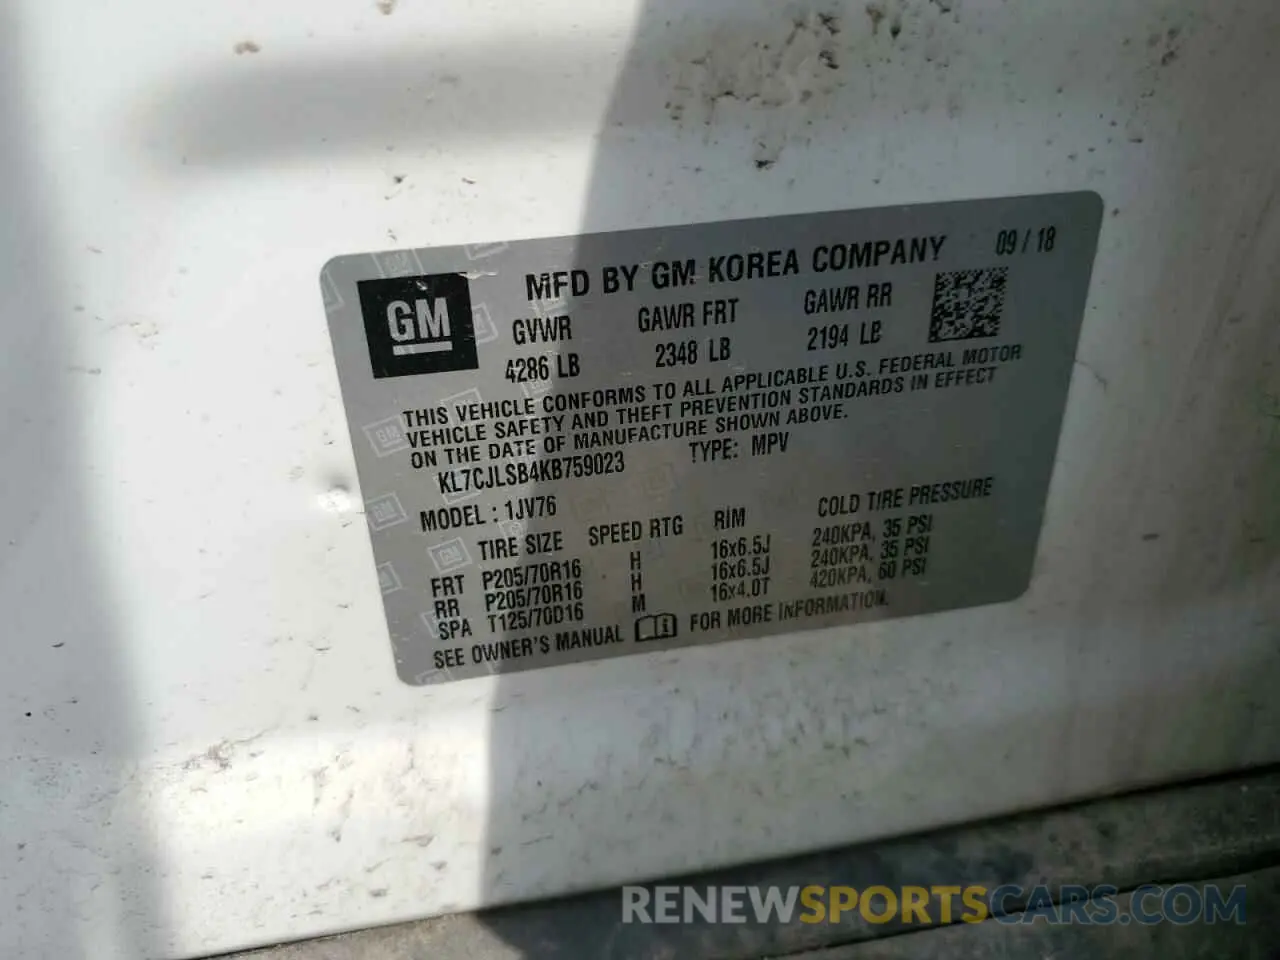 MFD BY GM KOREA COMPANY 09 / 18
GM
GVWR GAWR FRT GAWR RR
4286 LB 2348 LB 2194 LB
THIS VEHICLE CONFORMS TO ALL APPLICABLE U.S. FEDERAL MOTOR
VEHICLE SAFETY AND THEFT PREVENTION STANDARDS IN EFFECT
ON THE DATE OF MANUFACTURE SHOWN ABOVE.
KL7CJLSB4KB759023 TYPE: MPV
MODEL : 1JV76
TIRE SIZE SPEED RTG RIM COLD TIRE PRESSURE
FRT P205/70R16 H 16x6.5J 240KPA, 35 PSI
RR P205/70R16 H 16x6.5J 240KPA, 35 PSI
SPA T125/70D16 M 16x4.0T 420KPA, 60 PSI
SEE OWNER'S MANUAL FOR MORE INFORMATION.
RENEWSPORTSCARS.COM